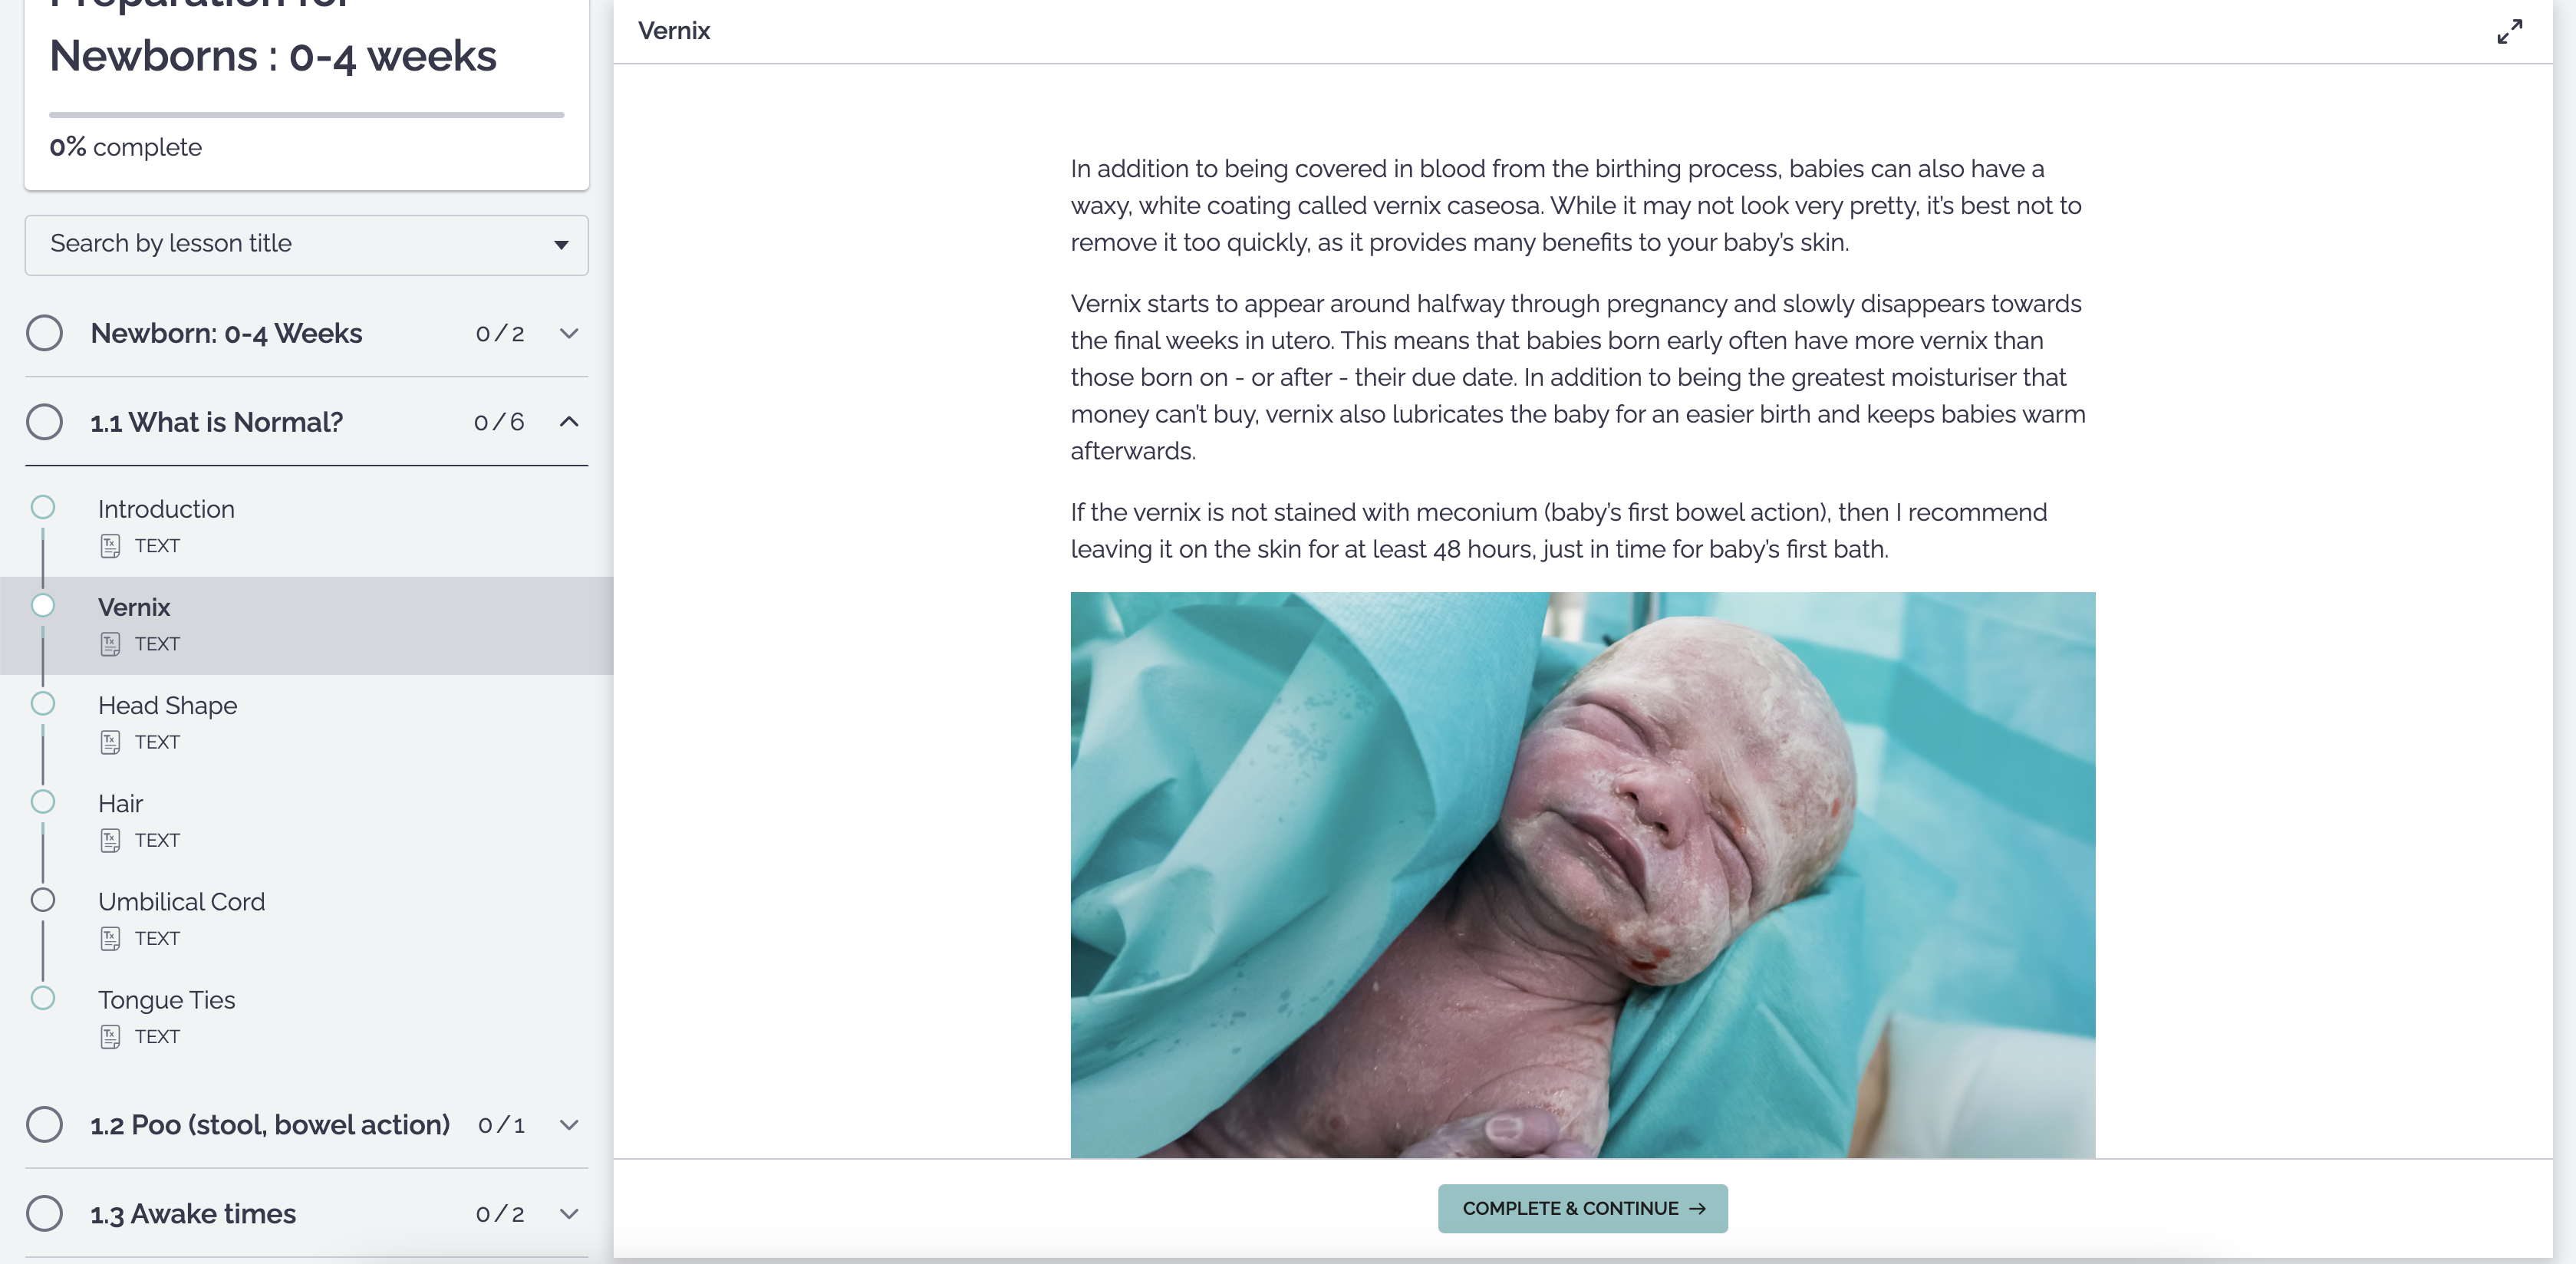 Newborns : 0-4 weeks
0% complete
Search by lesson title
Newborn: 0-4 Weeks 0/2
1.1 What is Normal? 0/6
Introduction
TEXT
Vernix
TEXT
Head Shape
TEXT
Hair
TEXT
Umbilical Cord
TEXT
Tongue Ties
TEXT
1.2 Poo (stool, bowel action) 0/1
1.3 Awake times 0/2
Vernix
In addition to being covered in blood from the birthing process, babies can also have a
waxy, white coating called vernix caseosa. While it may not look very pretty, it’s best not to
remove it too quickly, as it provides many benefits to your baby’s skin.
Vernix starts to appear around halfway through pregnancy and slowly disappears towards
the final weeks in utero. This means that babies born early often have more vernix than
those born on - or after - their due date. In addition to being the greatest moisturiser that
money can’t buy, vernix also lubricates the baby for an easier birth and keeps babies warm
afterwards.
If the vernix is not stained with meconium (baby’s first bowel action), then I recommend
leaving it on the skin for at least 48 hours, just in time for baby’s first bath.
COMPLETE & CONTINUE →